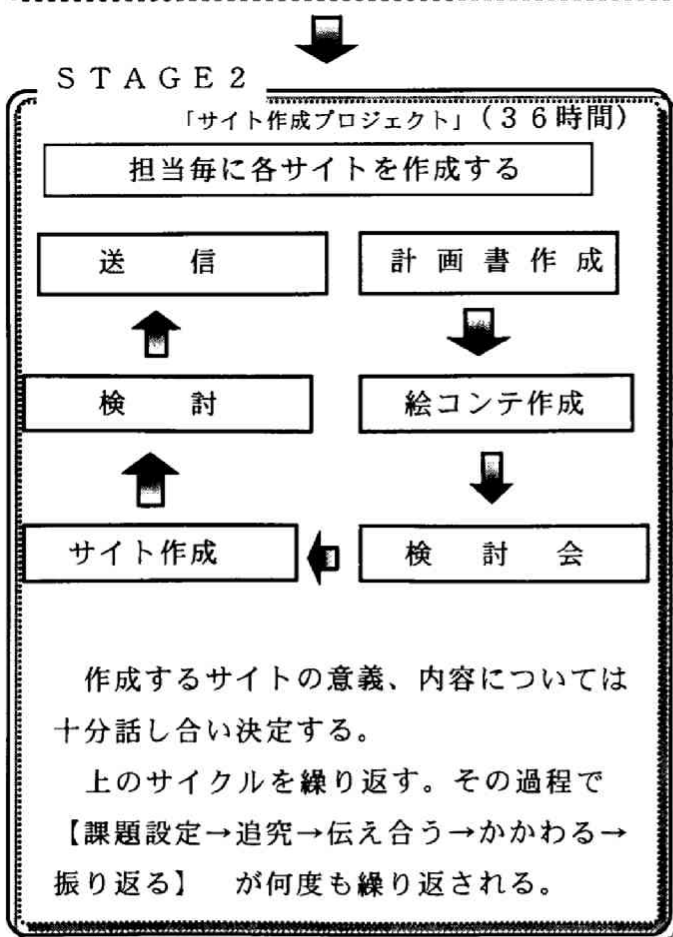 STAGE2
「サイト作成プロジェクト」(36時間)
担当毎に各サイトを作成する
送信
計画書作成
検討
絵コンテ作成
サイト作成
検討会
作成するサイトの意義、内容については
十分話し合い決定する。
上のサイクルを繰り返す。その過程で
【課題設定→追究→伝え合う→かかわる→
振り返る】 が何度も繰り返される。